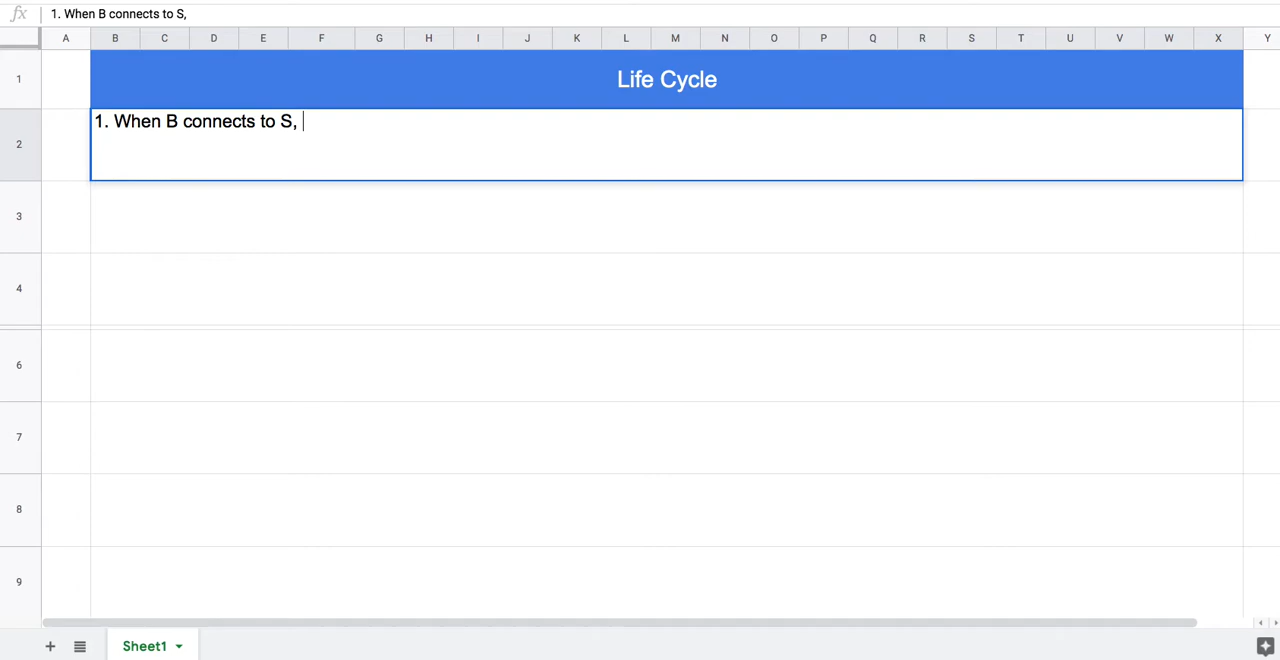 fx 1. When B connects to S,
A B C D E F G H I J K L M N O P Q R S T U V W X Y
1 Life Cycle
2 1. When B connects to S,
3
4
6
7
8
9
+ Sheet1